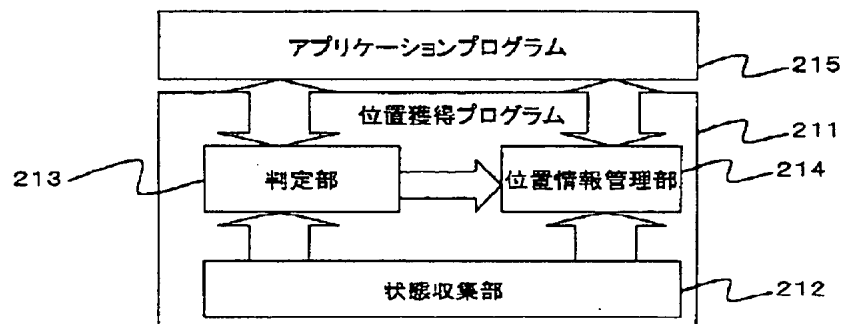 アプリケーションプログラム
215
位置獲得プログラム
211
213
判定部
位置情報管理部
214
状態収集部
212